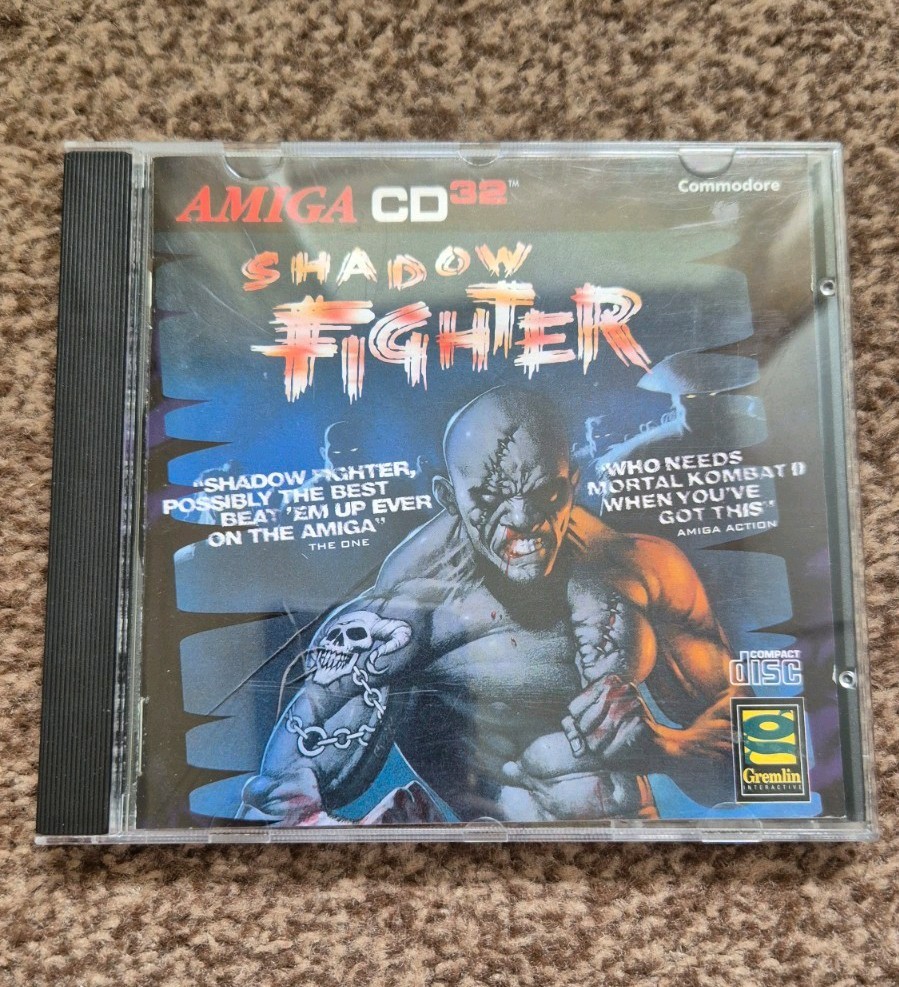 AMIGA CD32™
Commodore
SHADOW
FIGHTER
"SHADOW FIGHTER,
POSSIBLY THE BEST
BEAT 'EM UP EVER
ON THE AMIGA"
THE ONE
"WHO NEEDS
MORTAL KOMBAT II
WHEN YOU'VE
GOT THIS"
AMIGA ACTION
COMPACT
disc
Gremlin
INTERACTIVE